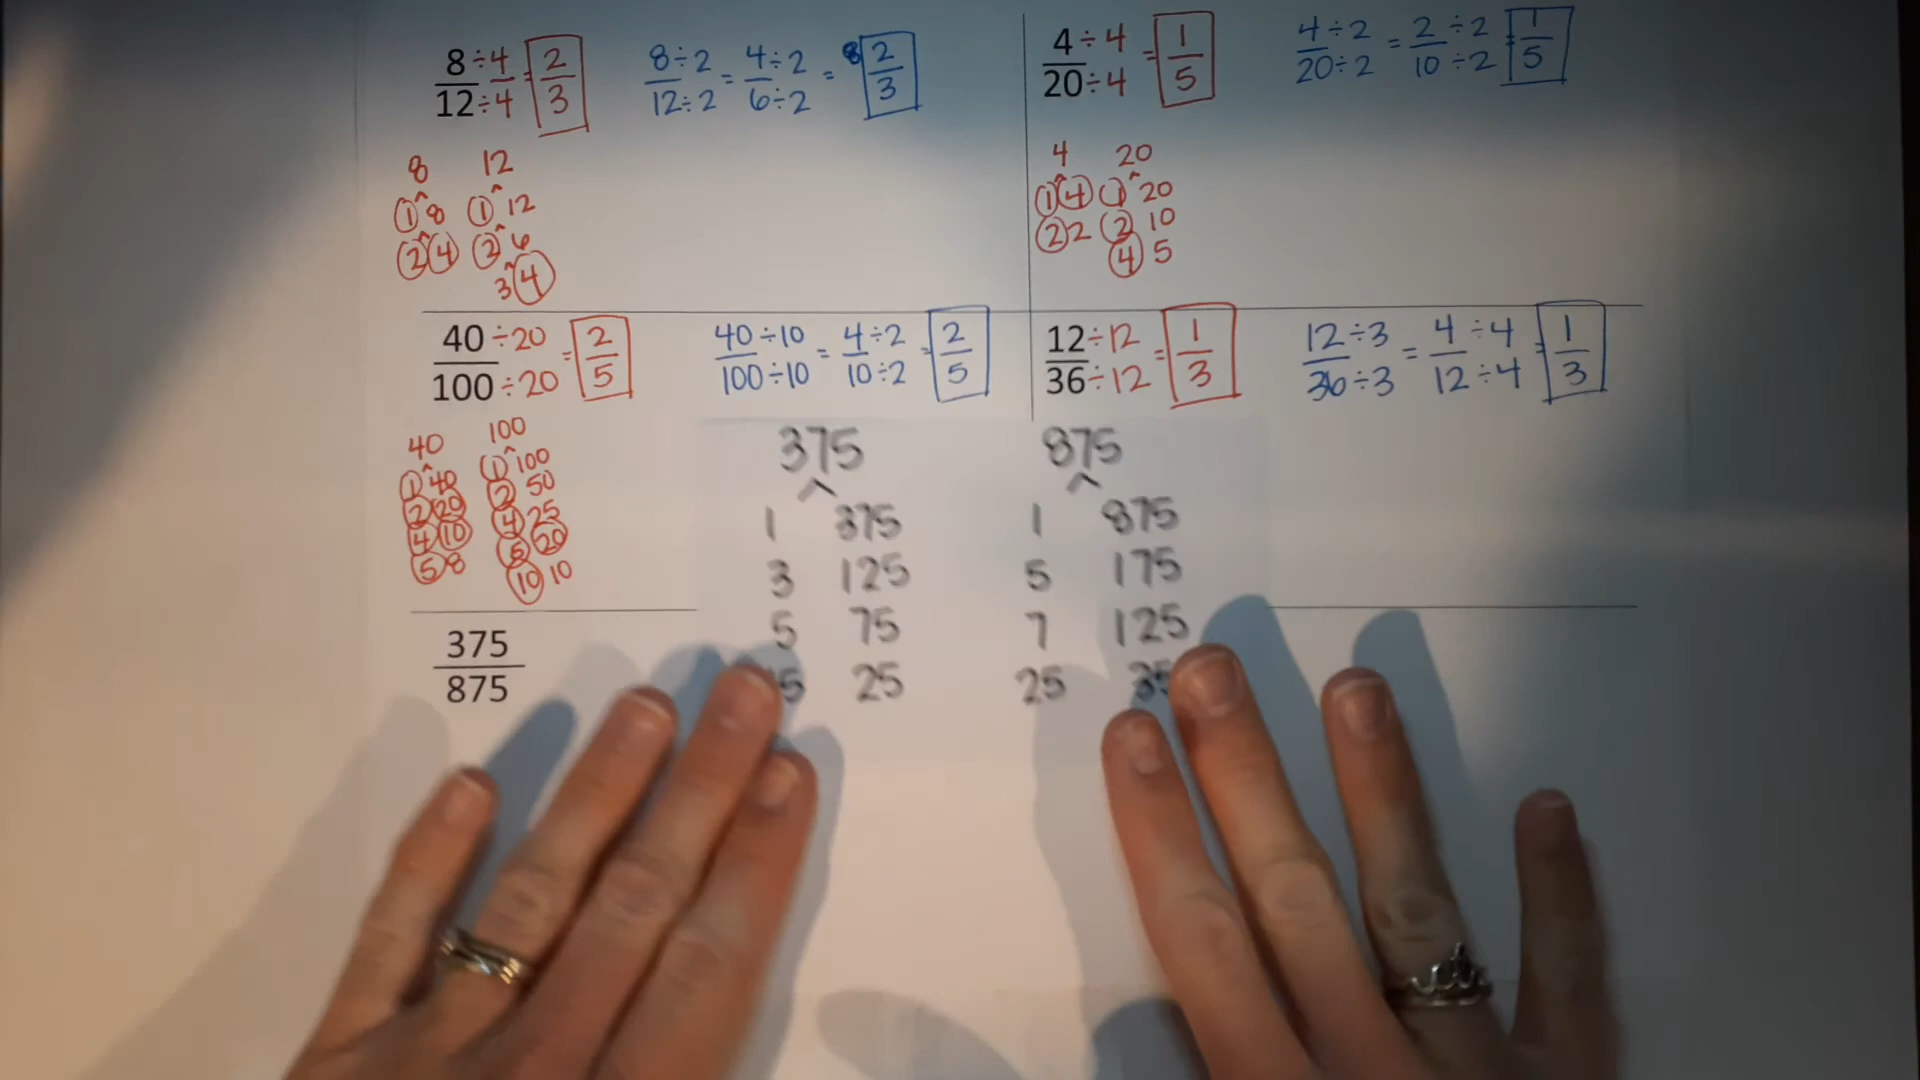 8 ÷ 4 / 12 ÷ 4 = 2/3
8 ÷ 2 / 12 ÷ 2 = 4 ÷ 2 / 6 ÷ 2 = 2/3
8 12
1 8 1 12
2 4 2 6
3 4
4 ÷ 4 / 20 ÷ 4 = 1/5
4 ÷ 2 / 20 ÷ 2 = 2 ÷ 2 / 10 ÷ 2 = 1/5
4 20
1 4 1 20
2 2 2 10
4 5
40 ÷ 20 / 100 ÷ 20 = 2/5
40 ÷ 10 / 100 ÷ 10 = 4 ÷ 2 / 10 ÷ 2 = 2/5
40 100
1 40 1 100
2 20 2 50
4 10 4 25
5 8 5 20
10 10
12 ÷ 12 / 36 ÷ 12 = 1/3
12 ÷ 3 / 36 ÷ 3 = 4 ÷ 4 / 12 ÷ 4 = 1/3
375/875
375 875
1 375 1 875
3 125 5 175
5 75 7 125
25 25